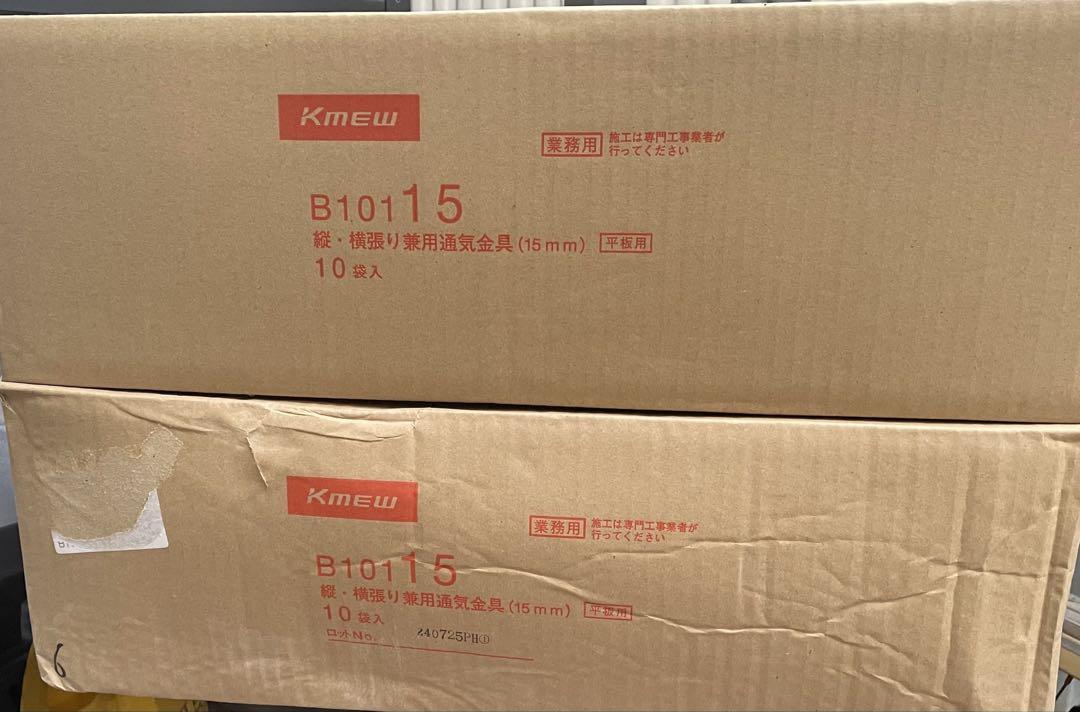 KMEW
業務用 施工は専門工事業者が
行ってください
B10115
縦・横張り兼用通気金具(15mm) 平板用
10袋入
KMEW
業務用 施工は専門工事業者が
行ってください
B10115
縦・横張り兼用通気金具(15mm) 平板用
10袋入
ロットNo. 240725PH①
6